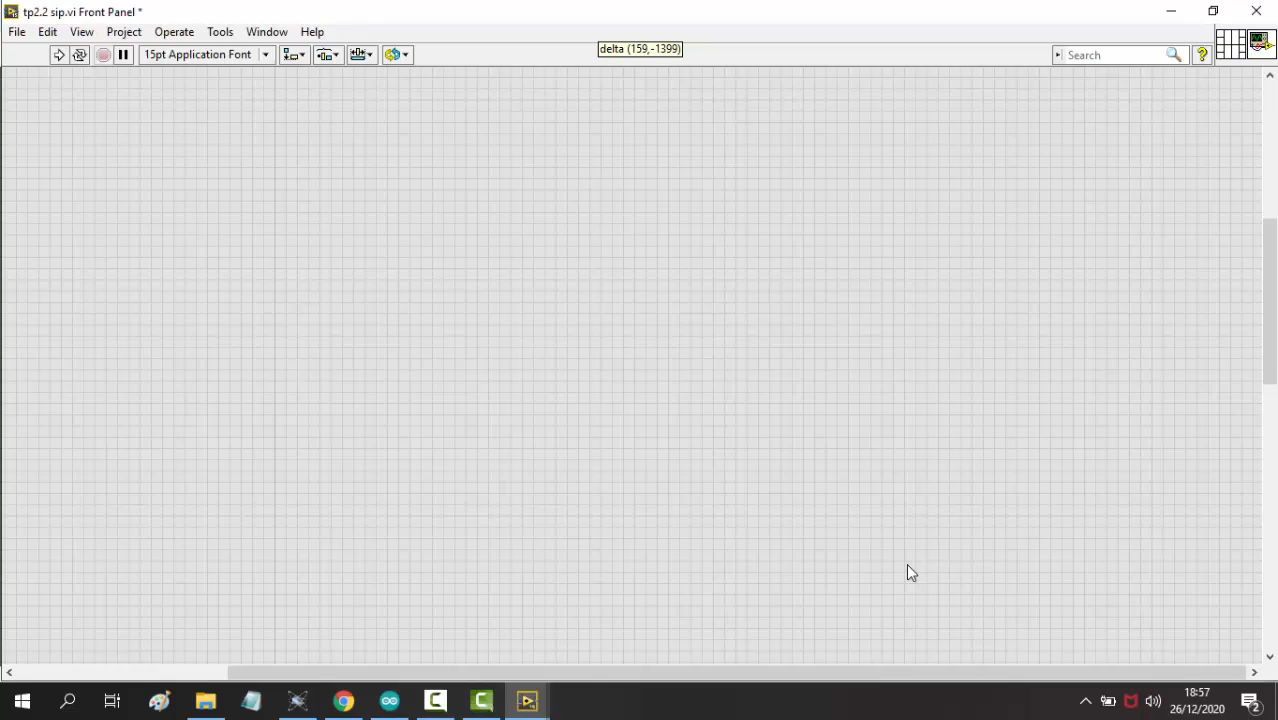 tp2.2 sip.vi Front Panel *
File Edit View Project Operate Tools Window Help
15pt Application Font
delta (159,-1399)
Search
18:57
26/12/2020
2